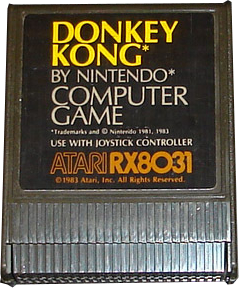 DONKEY
KONG*
BY NINTENDO*
COMPUTER
GAME
*Trademarks and © Nintendo 1981, 1983
USE WITH JOYSTICK CONTROLLER
ATARI RX8031
©1983 Atari, Inc. All Rights Reserved.